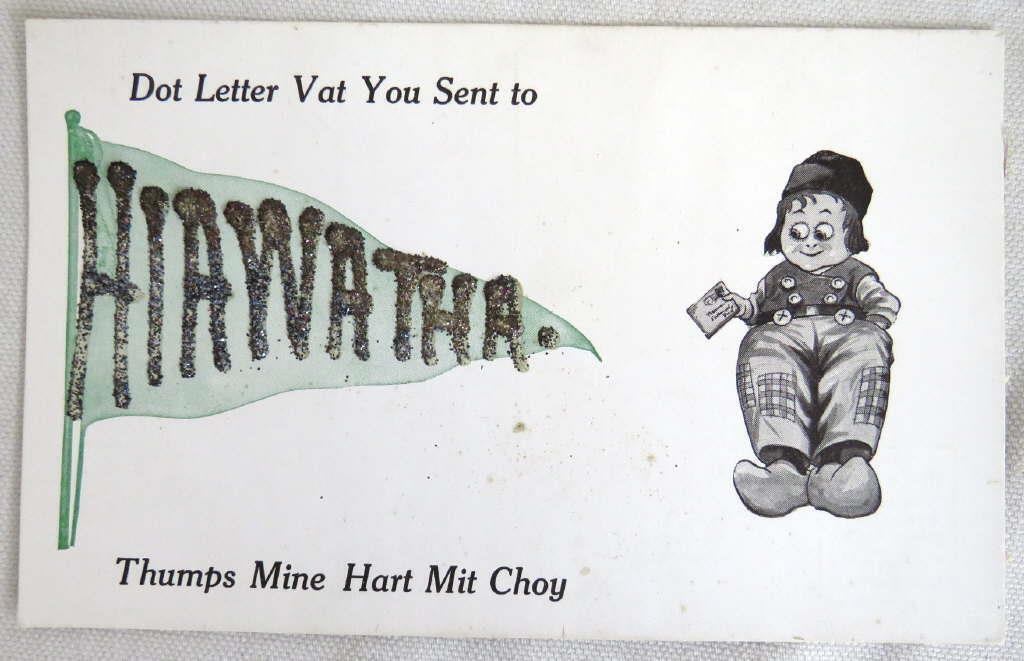 Dot Letter Vat You Sent to
HIAWATHA.
Thumps Mine Hart Mit Choy